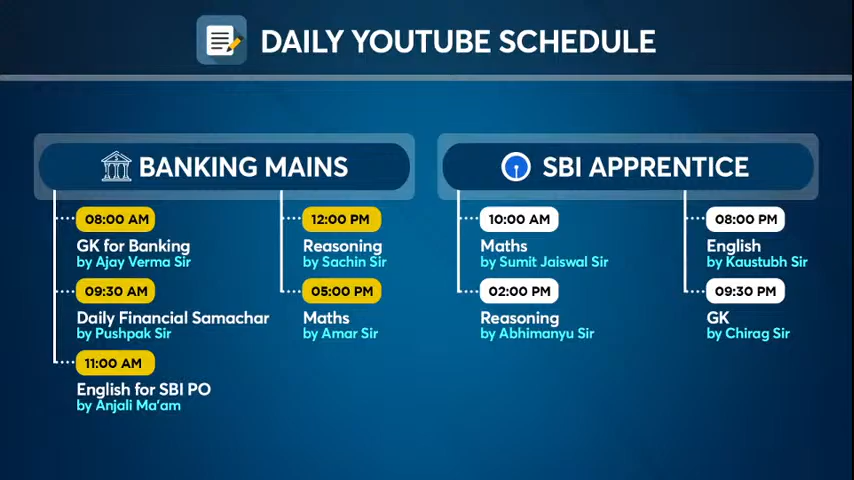 DAILY YOUTUBE SCHEDULE
BANKING MAINS
08:00 AM
GK for Banking
by Ajay Verma Sir
09:30 AM
Daily Financial Samachar
by Pushpak Sir
11:00 AM
English for SBI PO
by Anjali Ma'am
12:00 PM
Reasoning
by Sachin Sir
05:00 PM
Maths
by Amar Sir
SBI APPRENTICE
10:00 AM
Maths
by Sumit Jaiswal Sir
02:00 PM
Reasoning
by Abhimanyu Sir
08:00 PM
English
by Kaustubh Sir
09:30 PM
GK
by Chirag Sir